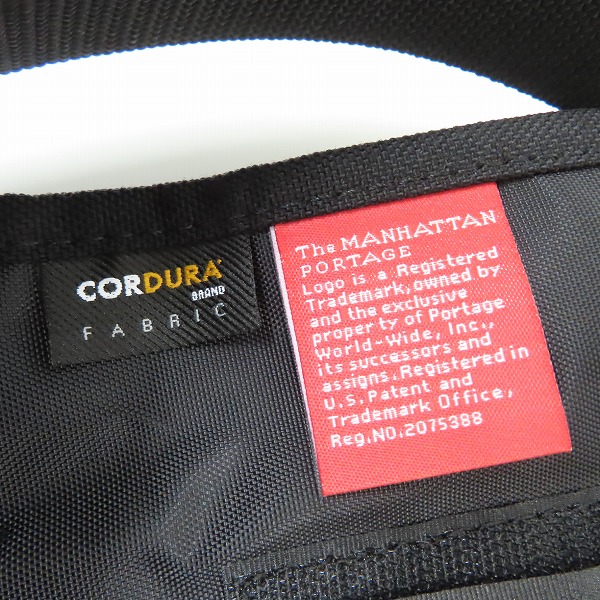 CORDURA®
BRAND
FABRIC
The MANHATTAN
PORTAGE
Logo is a Registered
Trademark, owned by
and the exclusive
property of Portage
World-Wide, Inc.,
its successors and
assigns. Registered in
U.S. Patent and
Trademark Office,
Reg.NO.2075388